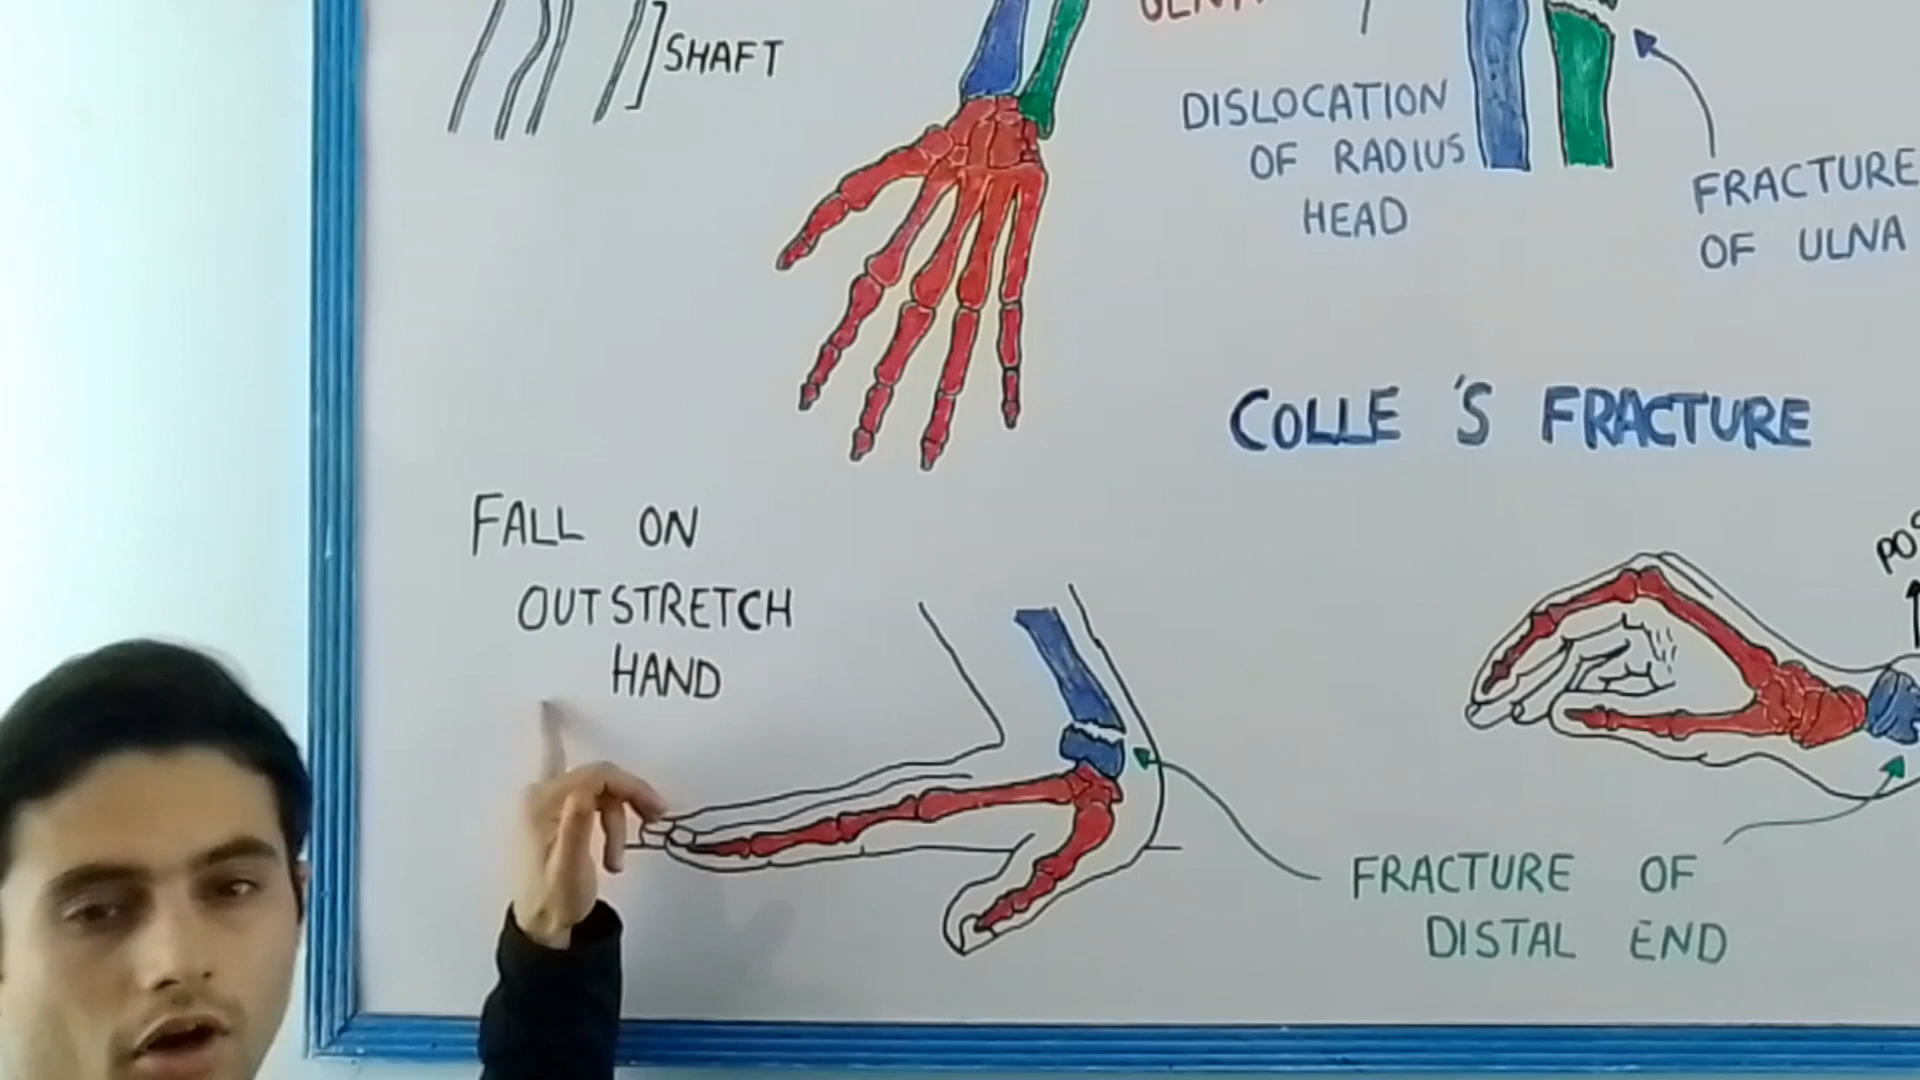 SHAFT
DISLOCATION
OF RADIUS
HEAD
FRACTURE
OF ULNA
COLLE 'S FRACTURE
FALL ON
OUTSTRETCH
HAND
FRACTURE OF
DISTAL END